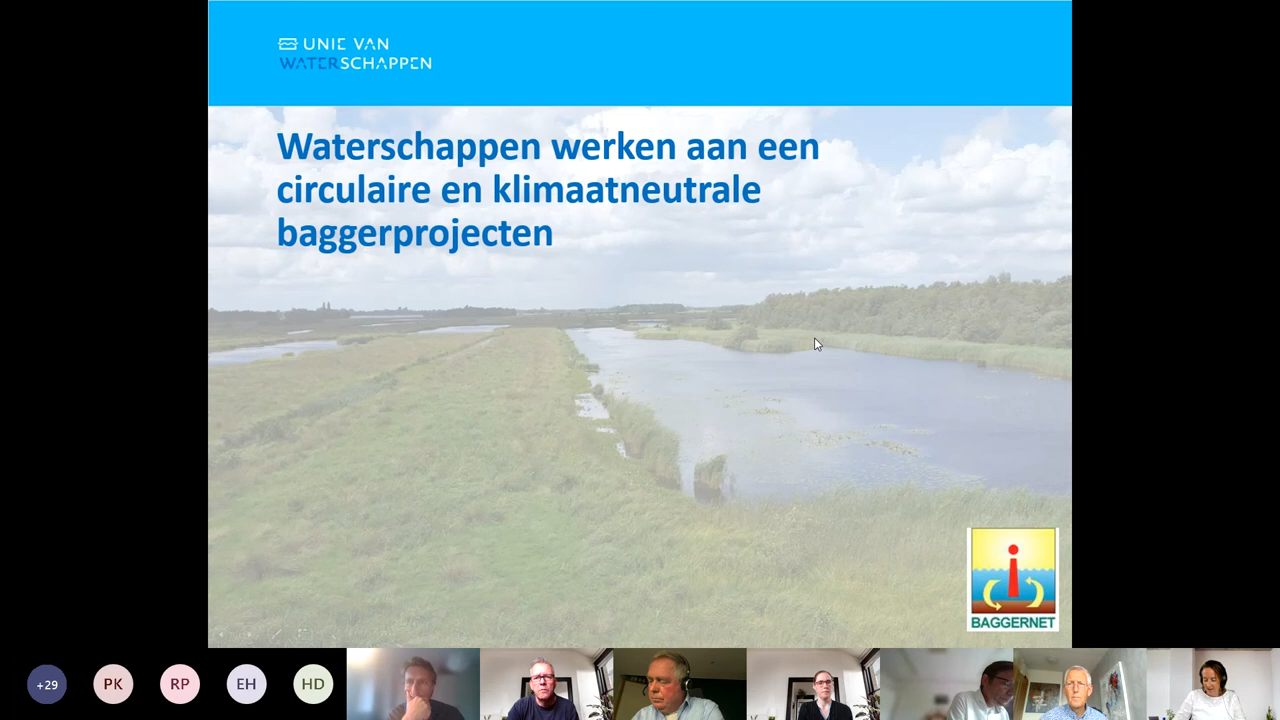 UNIE VAN
WATERSCHAPPEN
Waterschappen werken aan een
circulaire en klimaatneutrale
baggerprojecten
BAGGERNET
+29
PK
RP
EH
HD